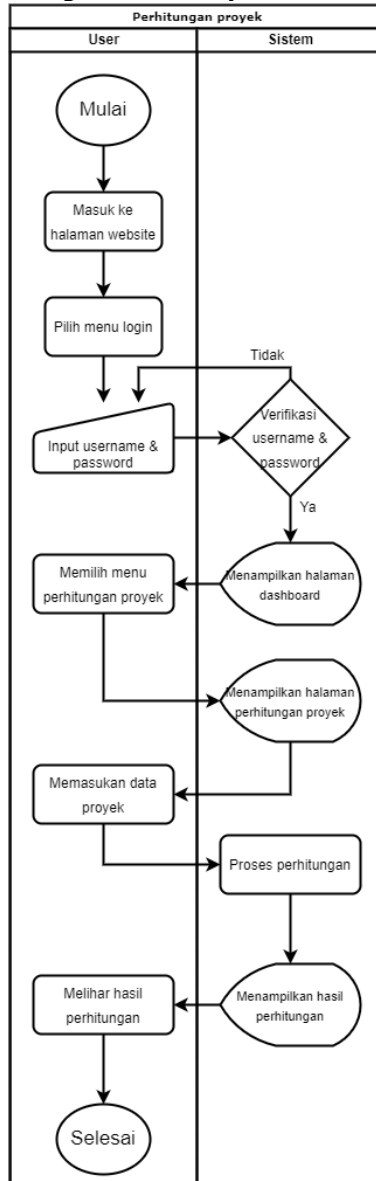 Perhitungan proyek
User
Sistem
Mulai
Masuk ke
halaman website
Pilih menu login
Tidak
Input username &
password
Verifikasi
username &
password
Ya
Memilih menu
perhitungan proyek
Menampilkan halaman
dashboard
Menampilkan halaman
perhitungan proyek
Memasukan data
proyek
Proses perhitungan
Melihar hasil
perhitungan
Menampilkan hasil
perhitungan
Selesai